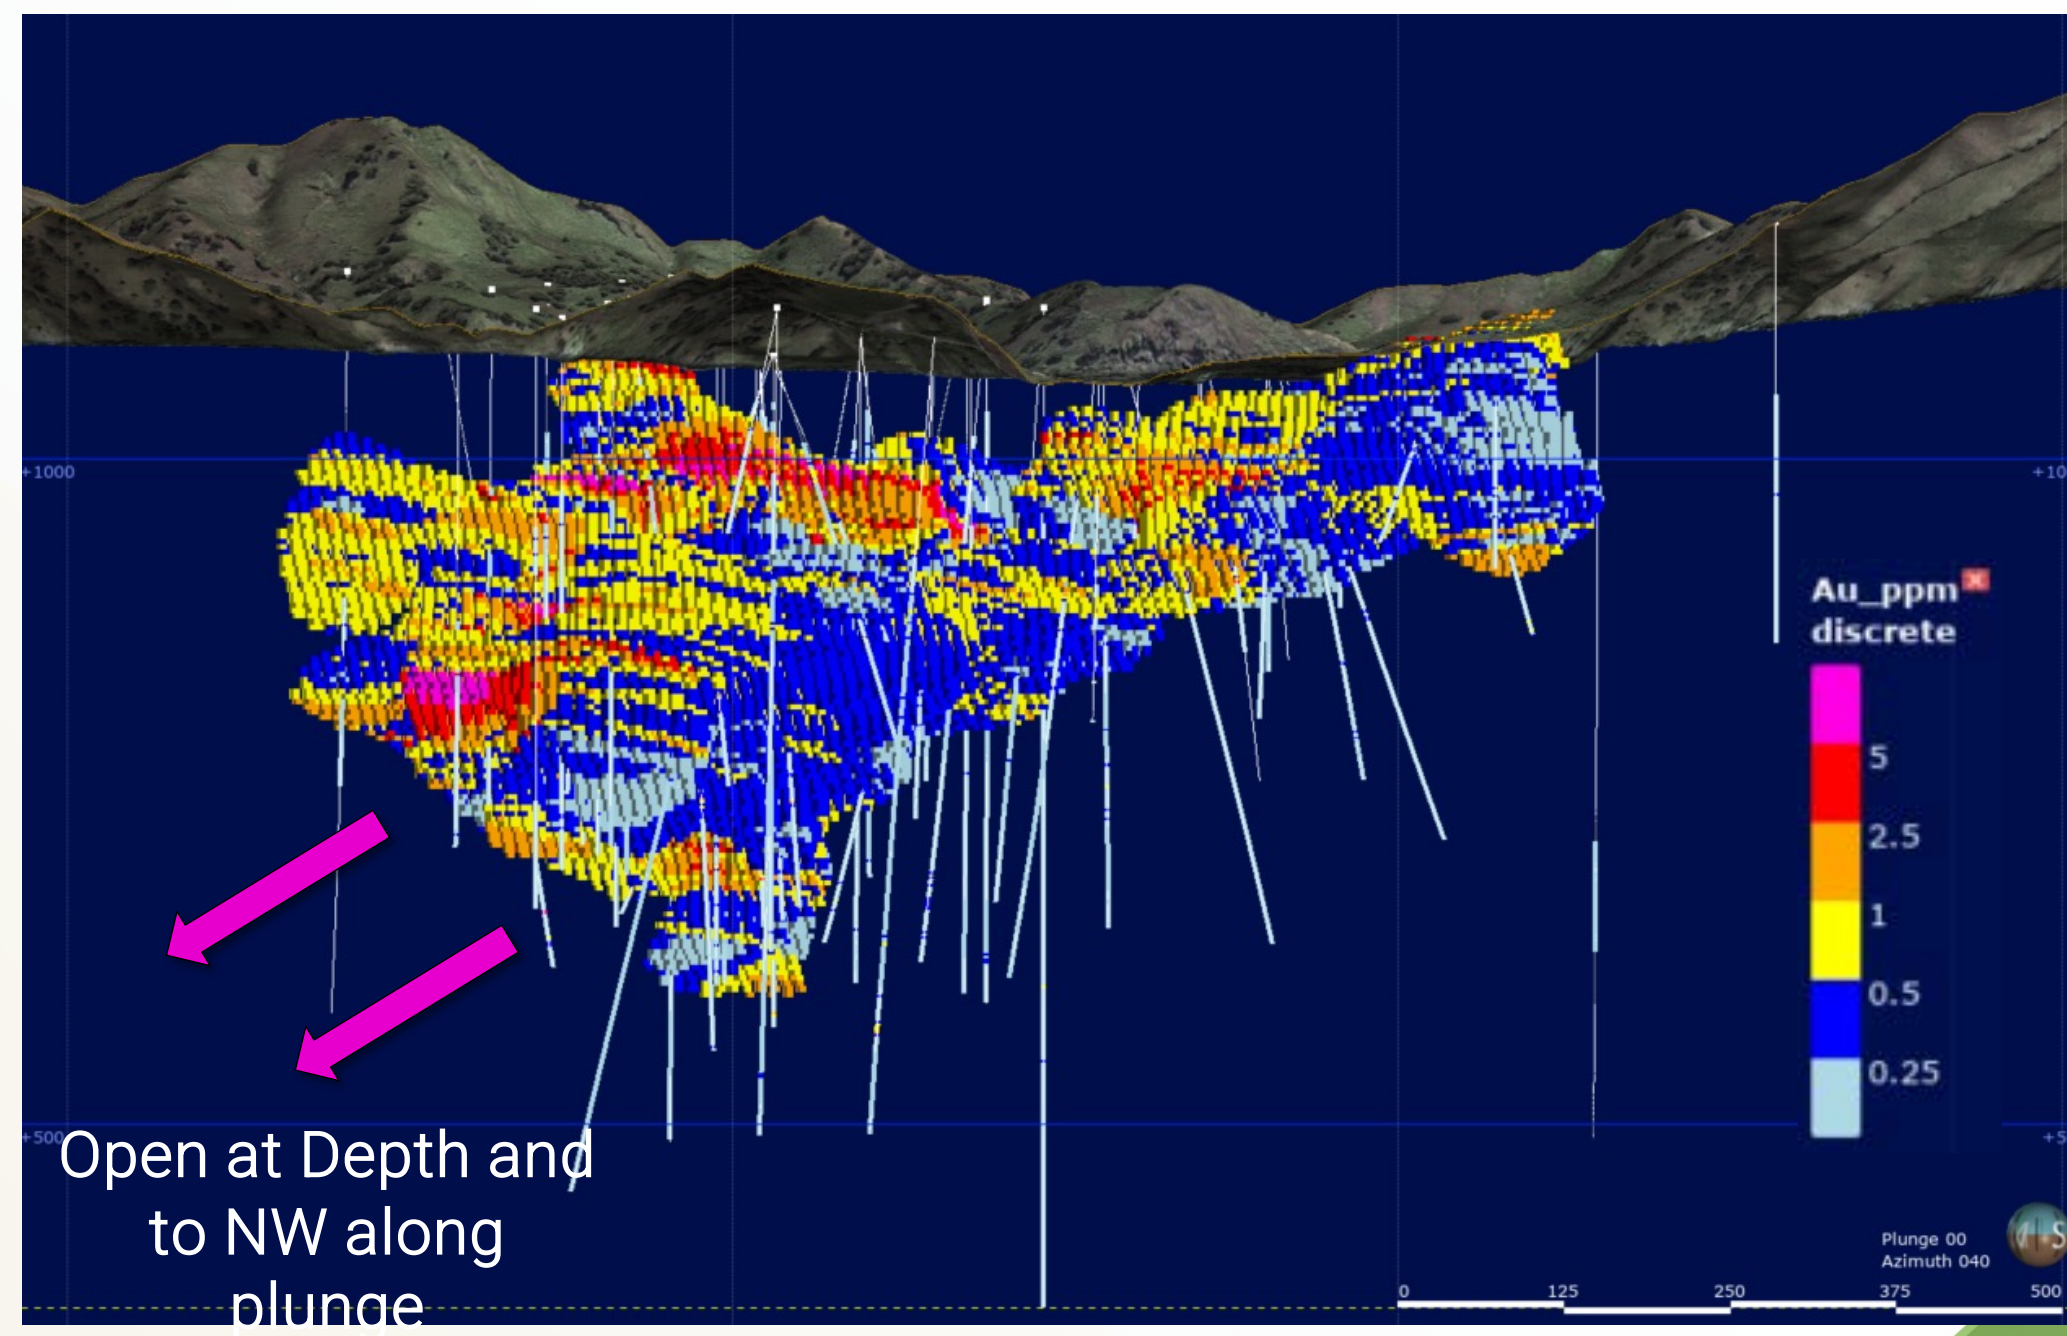 +1000
+10
Au_ppm
discrete
5
2.5
1
0.5
0.25
+500
+5
Open at Depth and
to NW along
plunge
Plunge 00
Azimuth 040
0 125 250 375 500